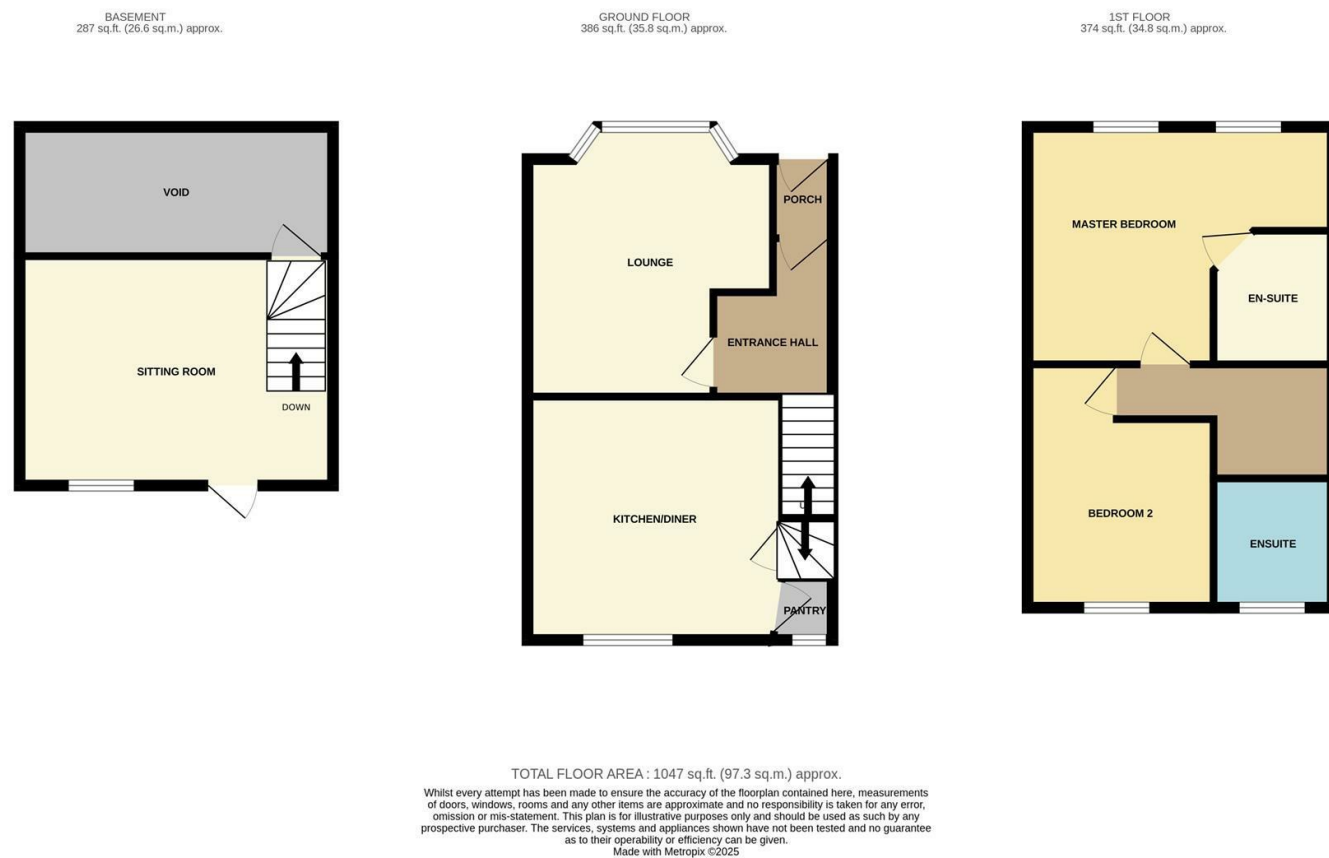 BASEMENT
287 sq.ft. (26.6 sq.m.) approx.
GROUND FLOOR
386 sq.ft. (35.8 sq.m.) approx.
1ST FLOOR
374 sq.ft. (34.8 sq.m.) approx.
VOID
SITTING ROOM
DOWN
PORCH
LOUNGE
ENTRANCE HALL
KITCHEN/DINER
PANTRY
MASTER BEDROOM
EN-SUITE
BEDROOM 2
ENSUITE
TOTAL FLOOR AREA : 1047 sq.ft. (97.3 sq.m.) approx.
Whilst every attempt has been made to ensure the accuracy of the floorplan contained here, measurements
of doors, windows, rooms and any other items are approximate and no responsibility is taken for any error,
omission or mis-statement. This plan is for illustrative purposes only and should be used as such by any
prospective purchaser. The services, systems and appliances shown have not been tested and no guarantee
as to their operability or efficiency can be given.
Made with Metropix ©2025